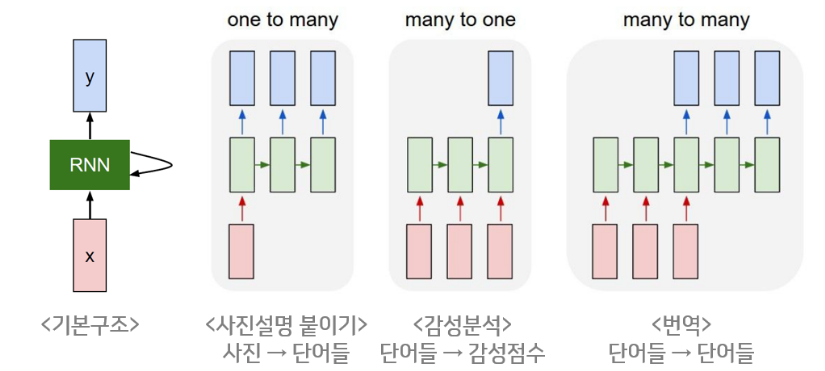 one to many
many to one
many to many
y
RNN
x
<기본구조>
<사진설명 붙이기>
사진 → 단어들
<감성분석>
단어들 → 감성점수
<번역>
단어들 → 단어들